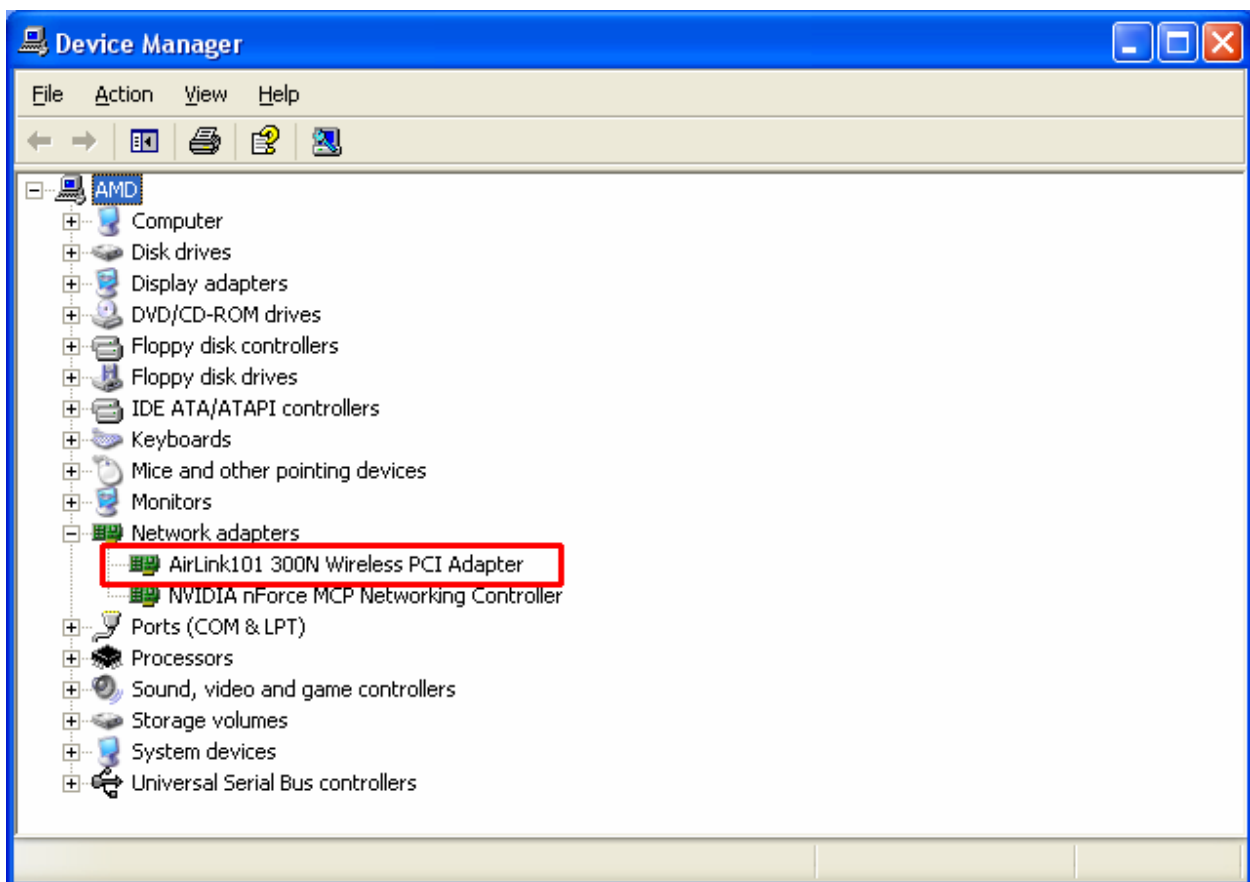 Device Manager
File Action View Help
AMD
Computer
Disk drives
Display adapters
DVD/CD-ROM drives
Floppy disk controllers
Floppy disk drives
IDE ATA/ATAPI controllers
Keyboards
Mice and other pointing devices
Monitors
Network adapters
AirLink101 300N Wireless PCI Adapter
NVIDIA nForce MCP Networking Controller
Ports (COM & LPT)
Processors
Sound, video and game controllers
Storage volumes
System devices
Universal Serial Bus controllers